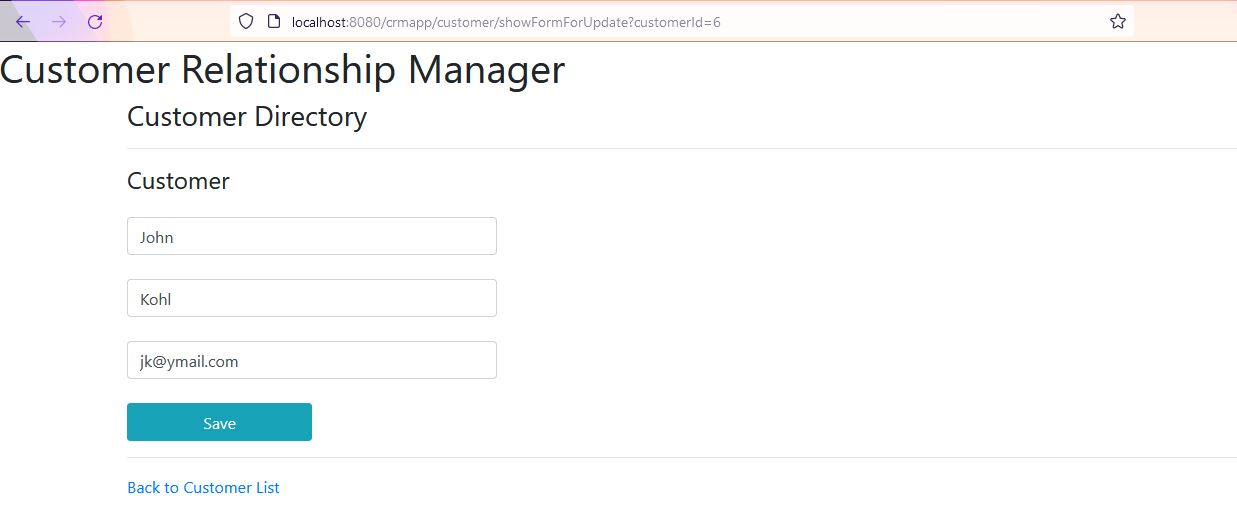 localhost:8080/crmapp/customer/showFormForUpdate?customerId=6
Customer Relationship Manager
Customer Directory
Customer
John
Kohl
jk@ymail.com
Save
Back to Customer List